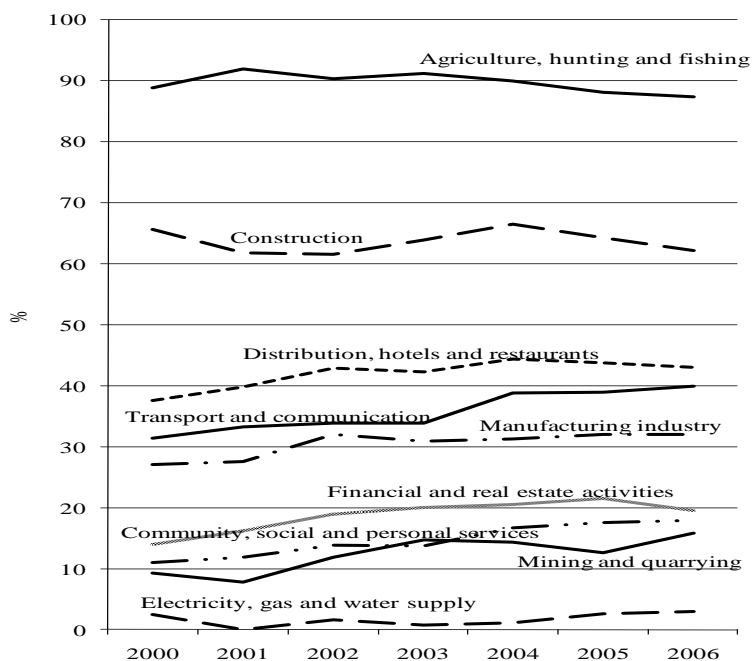 100
Agriculture, hunting and fishing
90
80
70
Construction
60
%
50
Distribution, hotels and restaurants
40
Transport and communication
Manufacturing industry
30
Financial and real estate activities
20
Community, social and personal services
Mining and quarrying
10
Electricity, gas and water supply
0
2000 2001 2002 2003 2004 2005 2006